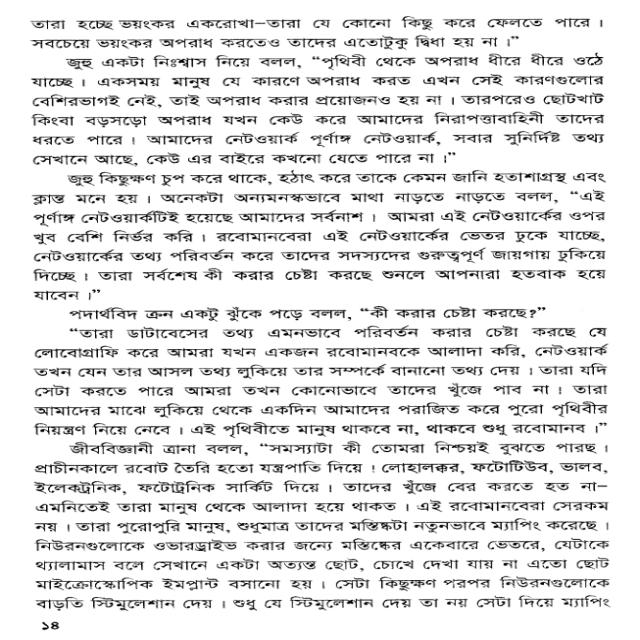 তারা হচ্ছে ভয়ংকর একরোখা–তারা যে কোনো কিছু করে ফেলতে পারে।
সবচেয়ে ভয়ংকর অপরাধ করতেও তাদের এতোটুকু দ্বিধা হয় না।”
জুহু একটা নিঃশ্বাস নিয়ে বলল, “পৃথিবী থেকে অপরাধ ধীরে ধীরে ওঠে
যাচ্ছে। একসময় মানুষ যে কারণে অপরাধ করত এখন সেই কারণগুলোর
বেশিরভাগই নেই, তাই অপরাধ করার প্রয়োজনও হয় না। তারপরেও ছোটখাট
কিংবা বড়সড়ো অপরাধ যখন কেউ করে আমাদের নিরাপত্তাবাহিনী তাদের
ধরতে পারে। আমাদের নেটওয়ার্ক পূর্ণাঙ্গ নেটওয়ার্ক, সবার সুনির্দিষ্ট তথ্য
সেখানে আছে, কেউ এর বাইরে কখনো যেতে পারে না।”
জুহু কিছুক্ষণ চুপ করে থাকে, হঠাৎ করে তাকে কেমন জানি হতাশাগ্রস্থ এবং
ক্লান্ত মনে হয়। অনেকটা অন্যমনস্কভাবে মাথা নাড়তে নাড়তে বলল, “এই
পূর্ণাঙ্গ নেটওয়ার্কটিই হয়েছে আমাদের সর্বনাশ। আমরা এই নেটওয়ার্কের ওপর
খুব বেশি নির্ভর করি। রবোমানবেরা এই নেটওয়ার্কের ভেতর ঢুকে যাচ্ছে,
নেটওয়ার্কের তথ্য পরিবর্তন করে তাদের সদস্যদের গুরুত্বপূর্ণ জায়গায় ঢুকিয়ে
দিচ্ছে। তারা সর্বশেষ কী করার চেষ্টা করছে শুনলে আপনারা হতবাক হয়ে
যাবেন।”
পদার্থবিদ ক্রন একটু ঝুঁকে পড়ে বলল, “কী করার চেষ্টা করছে?”
“তারা ডাটাবেসের তথ্য এমনভাবে পরিবর্তন করার চেষ্টা করছে যে
লোবোগ্রাফি করে আমরা যখন একজন রবোমানবকে আলাদা করি, নেটওয়ার্ক
তখন যেন তার আসল তথ্য লুকিয়ে তার সম্পর্কে বানানো তথ্য দেয়। তারা যদি
সেটা করতে পারে আমরা তখন কোনোভাবে তাদের খুঁজে পাব না। তারা
আমাদের মাঝে লুকিয়ে থেকে একদিন আমাদের পরাজিত করে পুরো পৃথিবীর
নিয়ন্ত্রণ নিয়ে নেবে। এই পৃথিবীতে মানুষ থাকবে না, থাকবে শুধু রবোমানব।”
জীববিজ্ঞানী ত্রানা বলল, “সমস্যাটা কী তোমরা নিশ্চয়ই বুঝতে পারছ।
প্রাচীনকালে রবোট তৈরি হতো যন্ত্রপাতি দিয়ে! লোহালক্কর, ফটোটিউব, ভালব,
ইলেকট্রনিক, ফটোট্রনিক সার্কিট দিয়ে। তাদের খুঁজে বের করতে হত না–
এমনিতেই তারা মানুষ থেকে আলাদা হয়ে থাকত। এই রবোমানবেরা সেরকম
নয়। তারা পুরোপুরি মানুষ, শুধুমাত্র তাদের মস্তিষ্কটা নতুনভাবে ম্যাপিং করেছে।
নিউরনগুলোকে ওভারড্রাইভ করার জন্যে মস্তিষ্কের একেবারে ভেতরে, যেটাকে
থ্যালামাস বলে সেখানে একটা অত্যন্ত ছোট, চোখে দেখা যায় না এতো ছোট
মাইক্রোস্কোপিক ইমপ্লান্ট বসানো হয়। সেটা কিছুক্ষণ পরপর নিউরনগুলোকে
বাড়তি স্টিমুলেশান দেয়। শুধু যে স্টিমুলেশান দেয় তা নয় সেটা দিয়ে ম্যাপিং
১৪